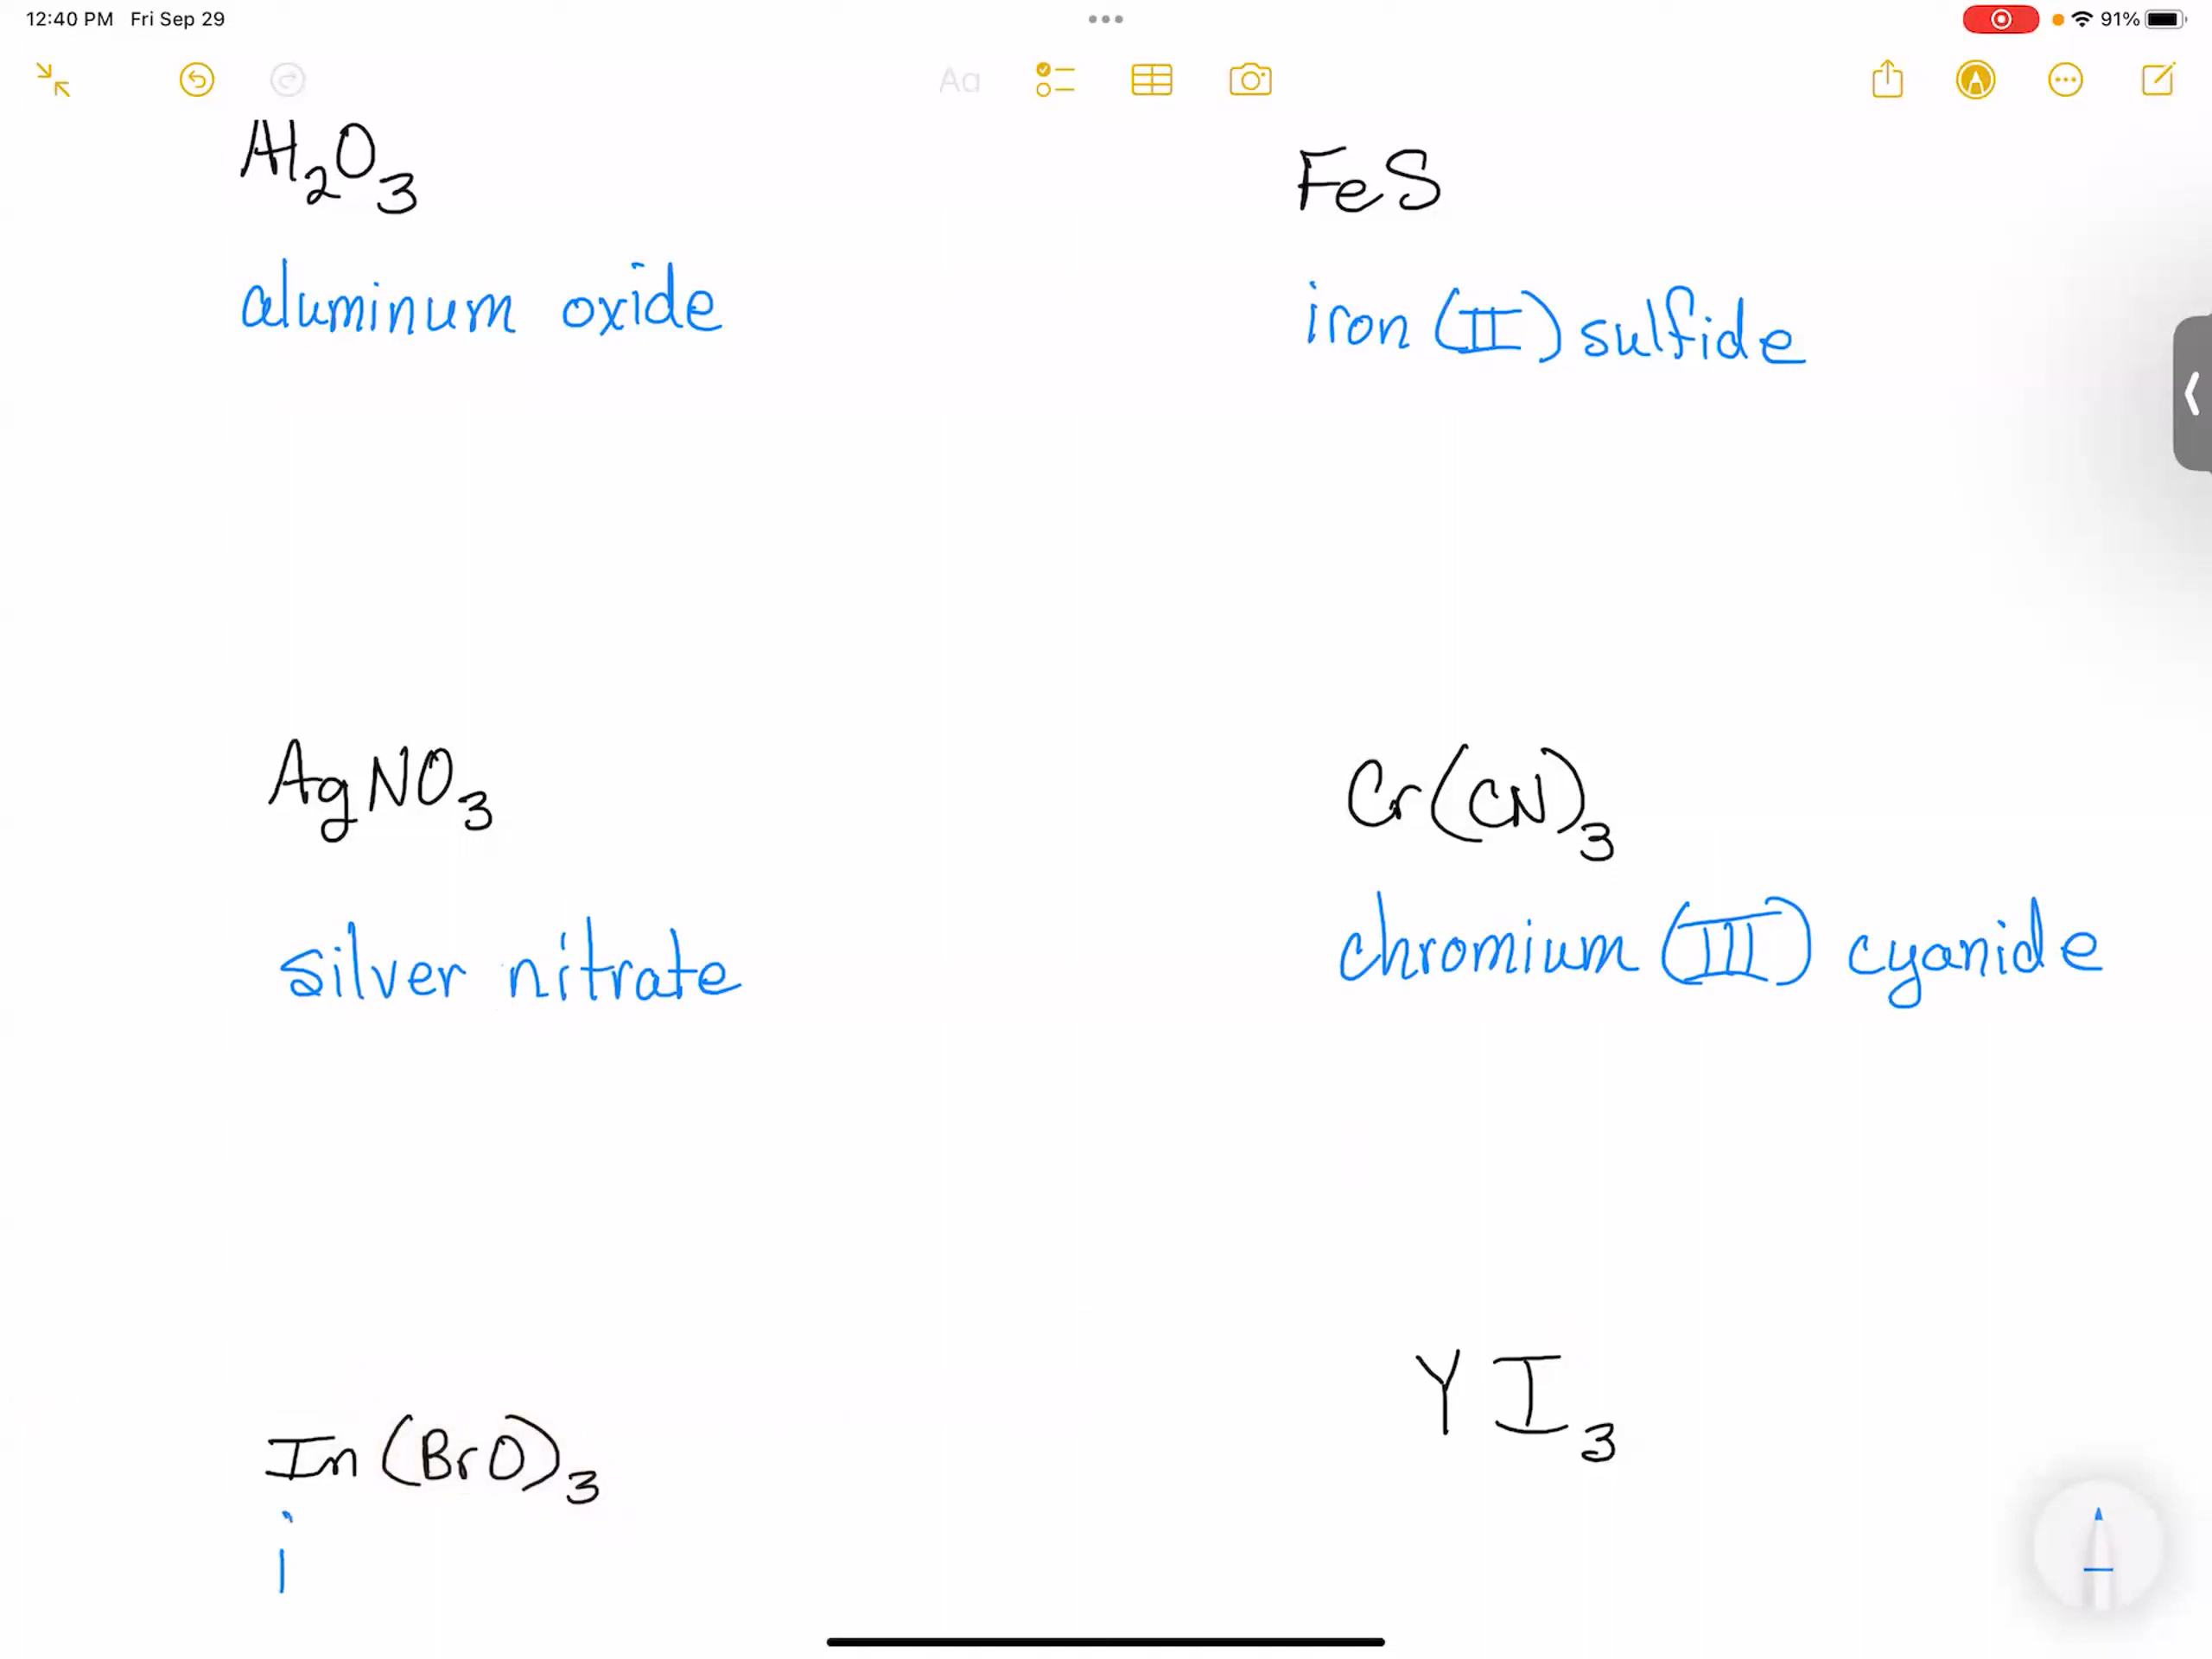 12:40 PM Fri Sep 29
91%
Aa
Al₂O₃
FeS
aluminum oxide
iron (II) sulfide
AgNO₃
Cr(CN)₃
silver nitrate
chromium (III) cyanide
YI₃
In(BrO)₃
i